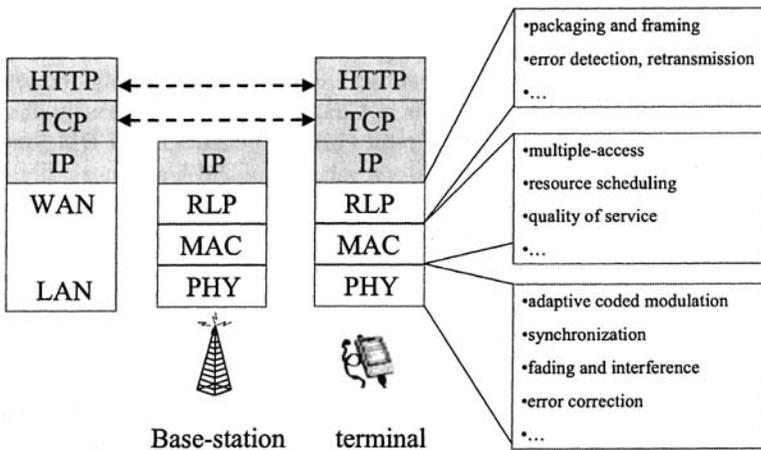 HTTP
TCP
IP
WAN
LAN
IP
RLP
MAC
PHY
Base-station
HTTP
TCP
IP
RLP
MAC
PHY
terminal
•packaging and framing
•error detection, retransmission
•…
•multiple-access
•resource scheduling
•quality of service
•…
•adaptive coded modulation
•synchronization
•fading and interference
•error correction
•…